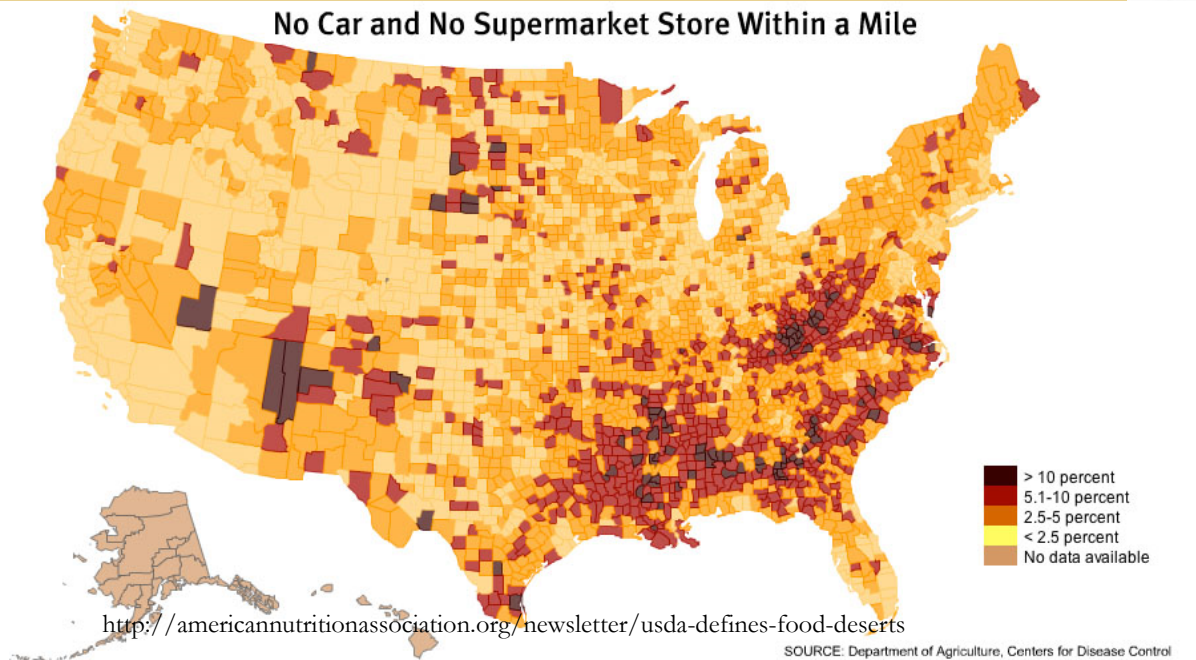 No Car and No Supermarket Store Within a Mile
> 10 percent
5.1-10 percent
2.5-5 percent
< 2.5 percent
No data available
http://americannutritionassociation.org/newsletter/usda-defines-food-deserts
SOURCE: Department of Agriculture, Centers for Disease Control